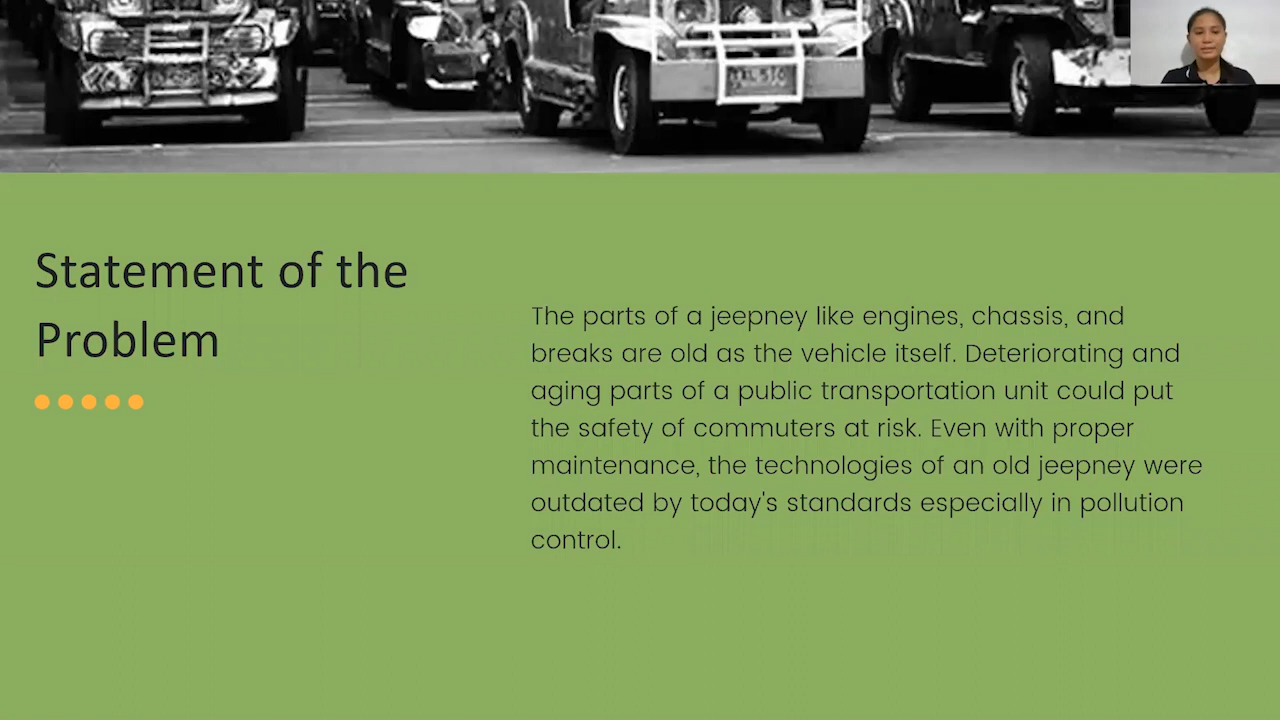 Statement of the
Problem
The parts of a jeepney like engines, chassis, and
breaks are old as the vehicle itself. Deteriorating and
aging parts of a public transportation unit could put
the safety of commuters at risk. Even with proper
maintenance, the technologies of an old jeepney were
outdated by today's standards especially in pollution
control.